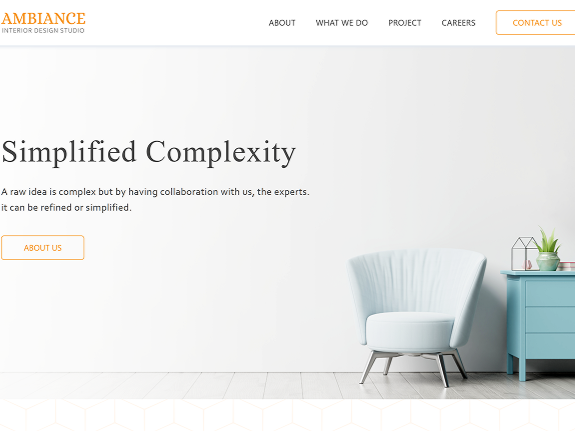 AMBIANCE
INTERIOR DESIGN STUDIO
ABOUT WHAT WE DO PROJECT CAREERS CONTACT US
Simplified Complexity
A raw idea is complex but by having collaboration with us, the experts.
it can be refined or simplified.
ABOUT US